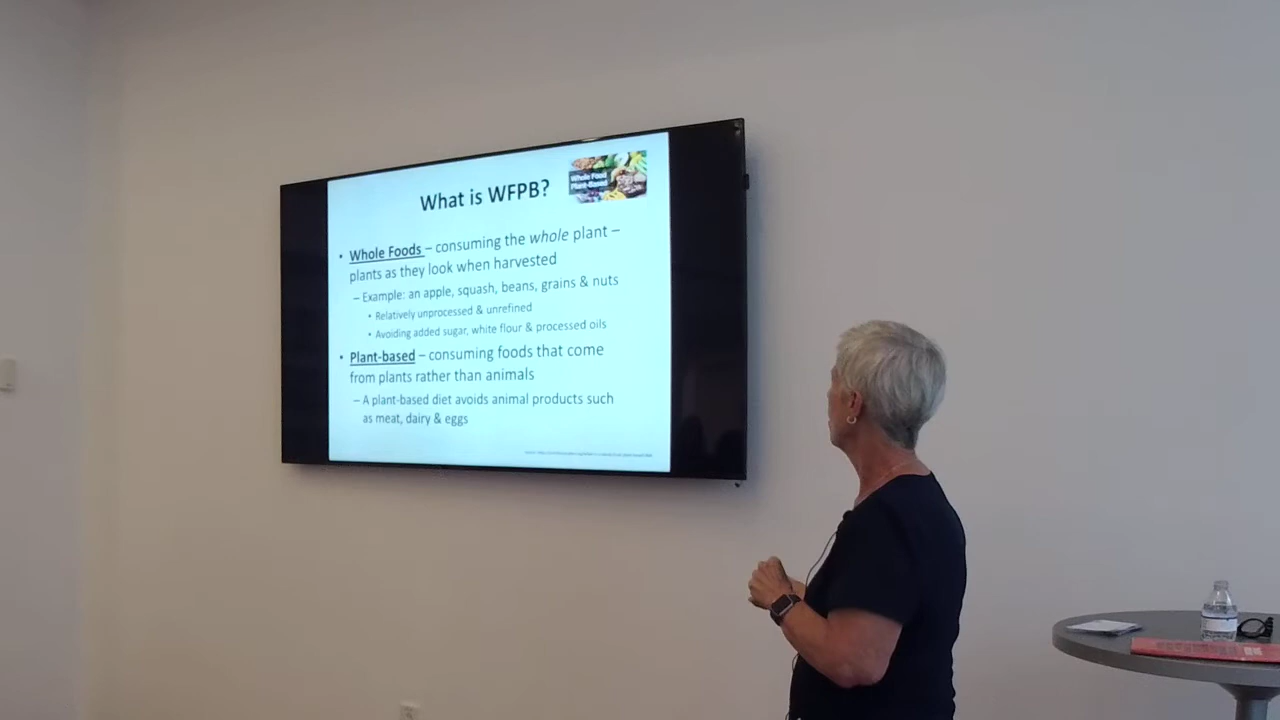 What is WFPB?
Whole Food
Plant-Based
• Whole Foods – consuming the whole plant –
plants as they look when harvested
– Example: an apple, squash, beans, grains & nuts
• Relatively unprocessed & unrefined
• Avoiding added sugar, white flour & processed oils
• Plant-based – consuming foods that come
from plants rather than animals
– A plant-based diet avoids animal products such
as meat, dairy & eggs